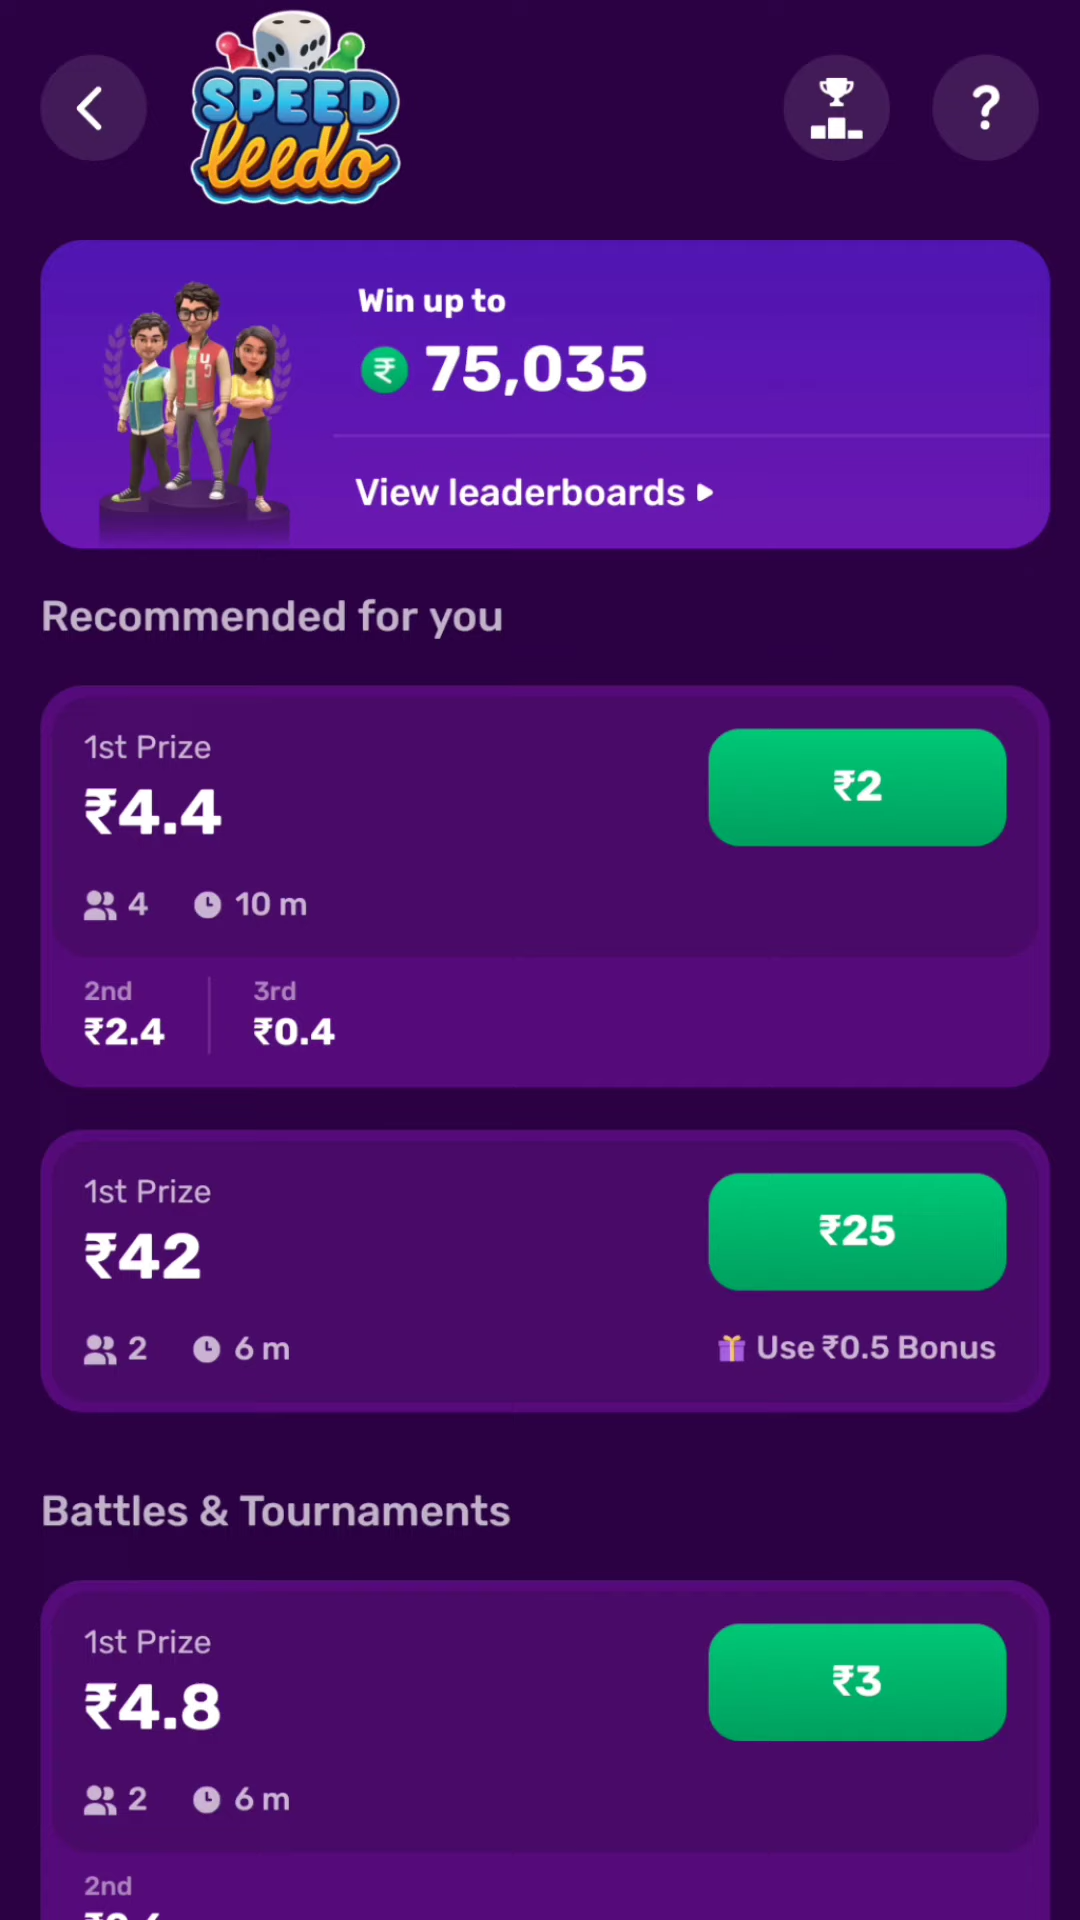 SPEED
leedo
?
Win up to
₹ 75,035
View leaderboards
Recommended for you
1st Prize
₹4.4
₹2
4 10 m
2nd 3rd
₹2.4 ₹0.4
1st Prize
₹42
₹25
2 6 m Use ₹0.5 Bonus
Battles & Tournaments
1st Prize
₹4.8
₹3
2 6 m
2nd